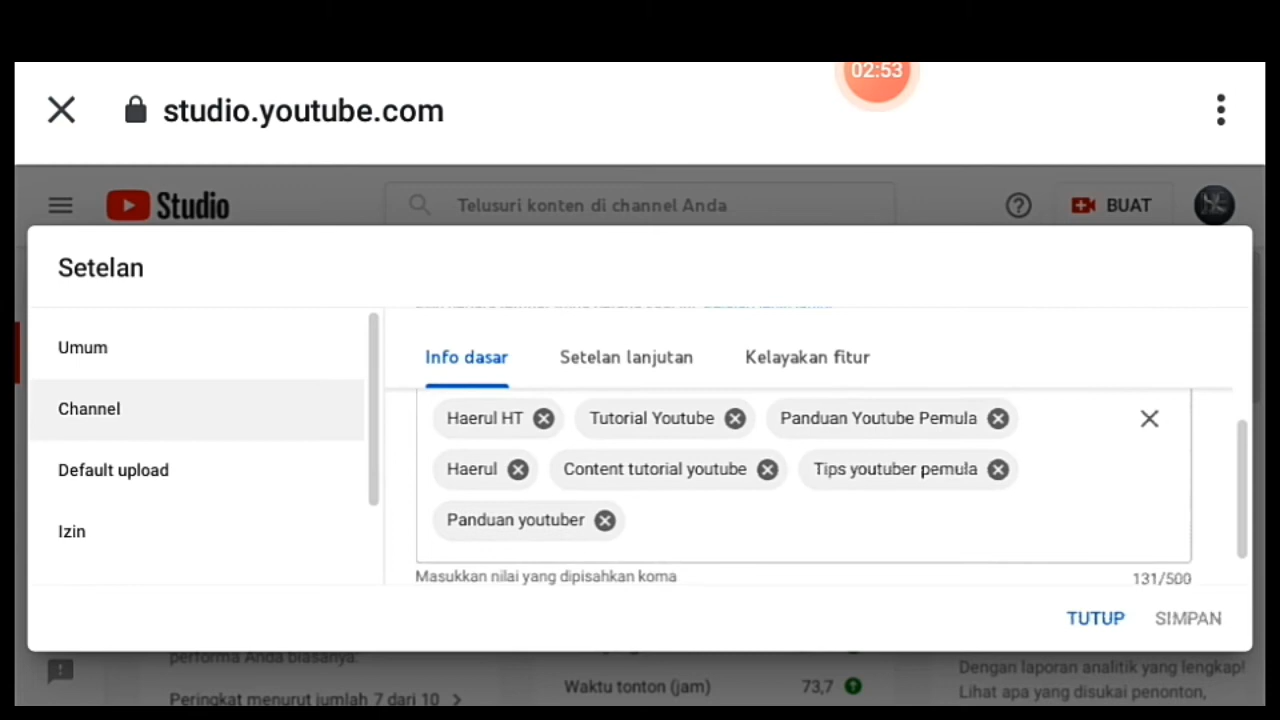 02:53
studio.youtube.com
Studio
Telusuri konten di channel Anda
BUAT
Setelan
Umum
Channel
Default upload
Izin
Info dasar
Setelan lanjutan
Kelayakan fitur
Haerul HT
Tutorial Youtube
Panduan Youtube Pemula
Haerul
Content tutorial youtube
Tips youtuber pemula
Panduan youtuber
Masukkan nilai yang dipisahkan koma
131/500
TUTUP
SIMPAN
performa Anda biasanya.
Peringkat menurut jumlah 7 dari 10
Waktu tonton (jam)
73,7
Dengan laporan analitik yang lengkap!
Lihat apa yang disukai penonton,